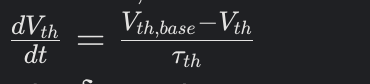 dV_th/dt = (V_th,base − V_th)/τ_th